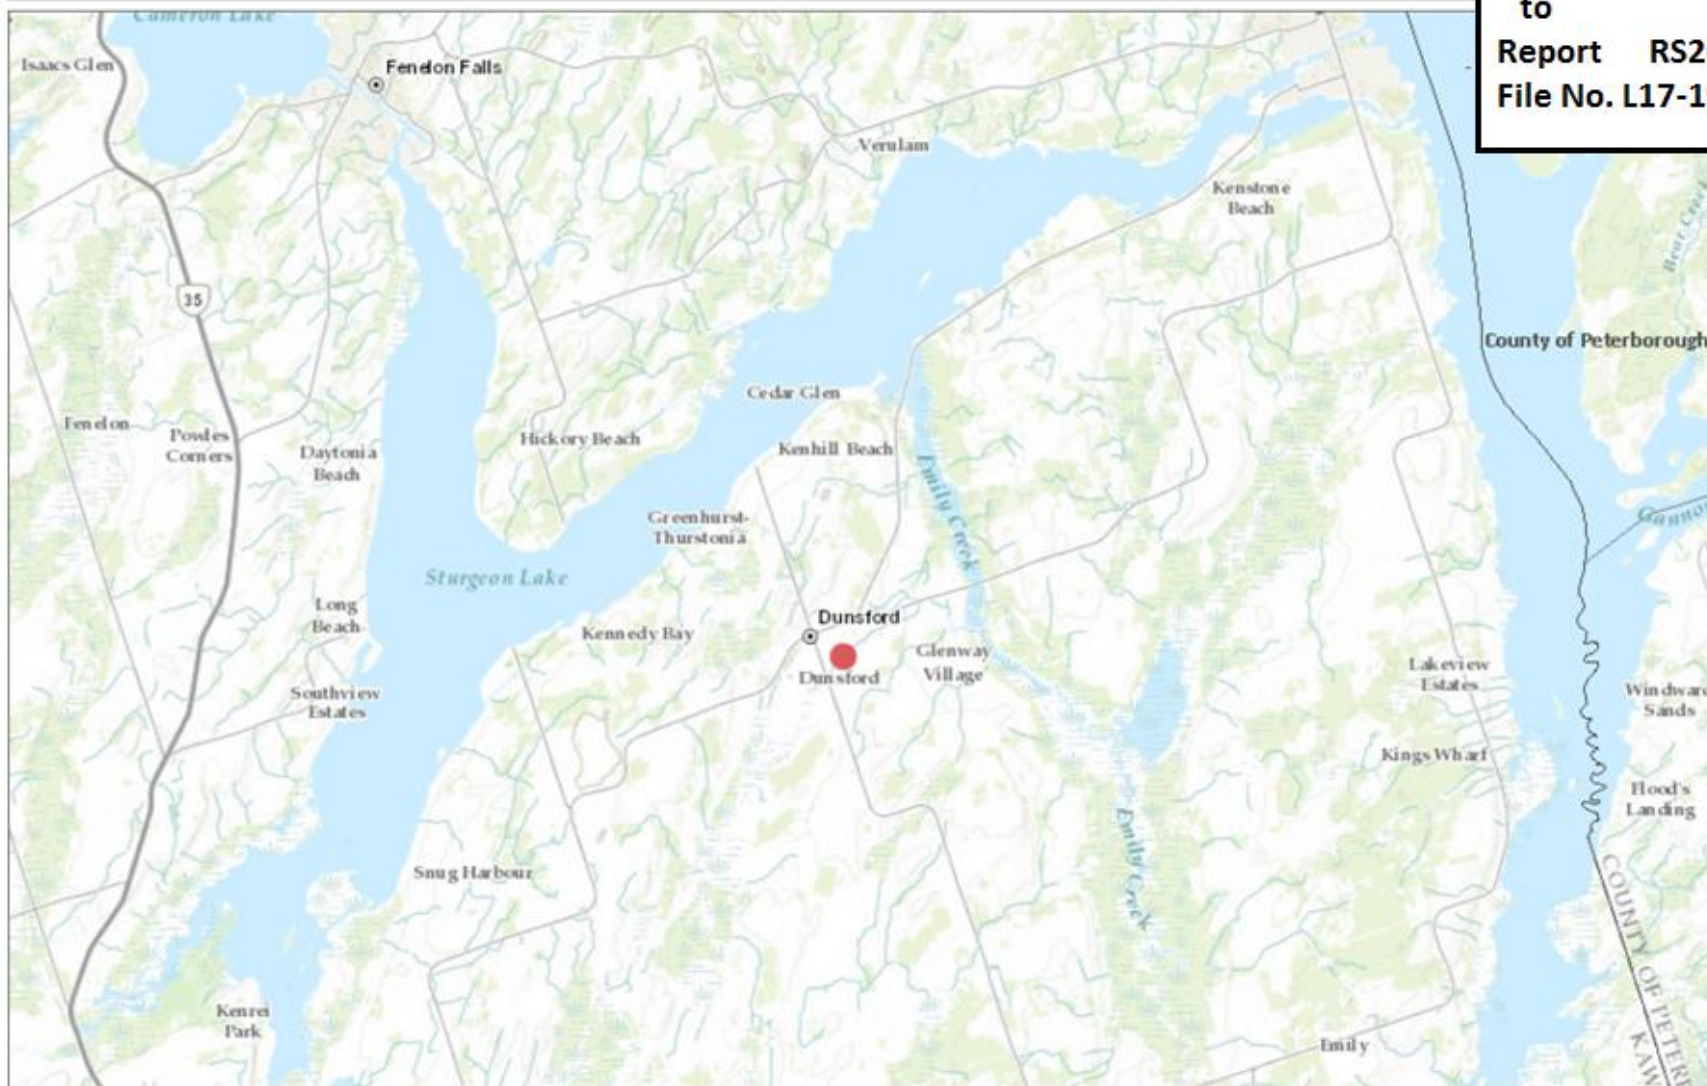 to
Report RS2
File No. L17-1
Cameron Lake
Isaacs Glen
Fenelon Falls
Verulam
Kenstone
Beach
Bear
35
County of Peterborough
Cedar Glen
Fenelon
Powles
Corners
Daytonia
Beach
Hickory Beach
Kenhill Beach
Emily Creek
Greenhurst-
Thurstonia
Sturgeon Lake
Long
Beach
Kennedy Bay
Dunsford
Dunsford
Glenway
Village
Lakeview
Estates
Southview
Estates
Windward
Sands
Kings Wharf
Flood's
Landing
Emily Creek
Snug Harbour
COUNTY OF PETER
KAW
Kenrei
Park
Emily